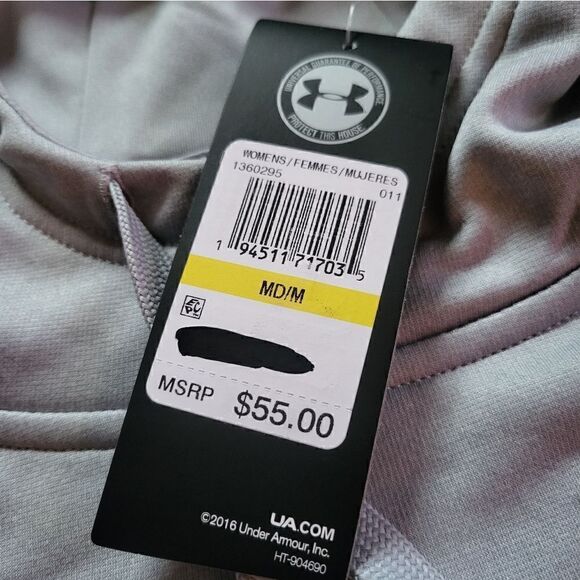 UNIVERSAL GUARANTEE OF PERFORMANCE
PROTECT THIS HOUSE
WOMENS/FEMMES/MUJERES
1360295 011
1 94511 71703 5
MD/M
MSRP $55.00
UA.COM
©2016 Under Armour, Inc.
HT-904690